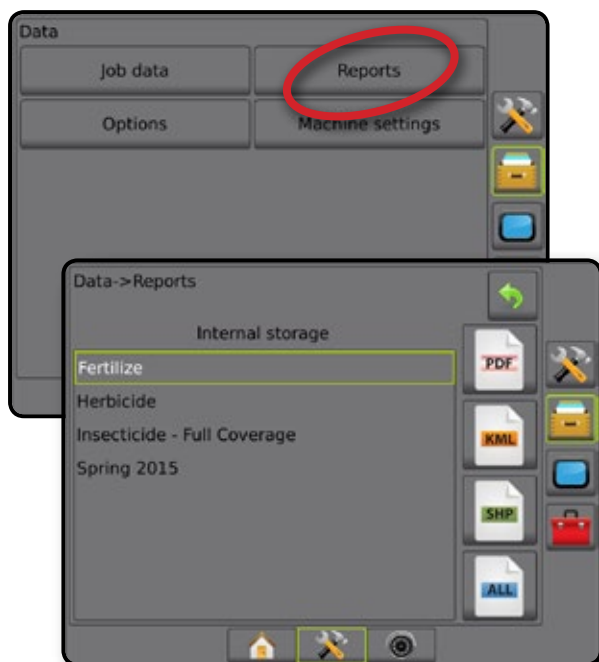 Data
Job data
Reports
Options
Machine settings
Data->Reports
Internal storage
Fertilize
Herbicide
Insecticide - Full Coverage
Spring 2015
PDF
KML
SHP
ALL